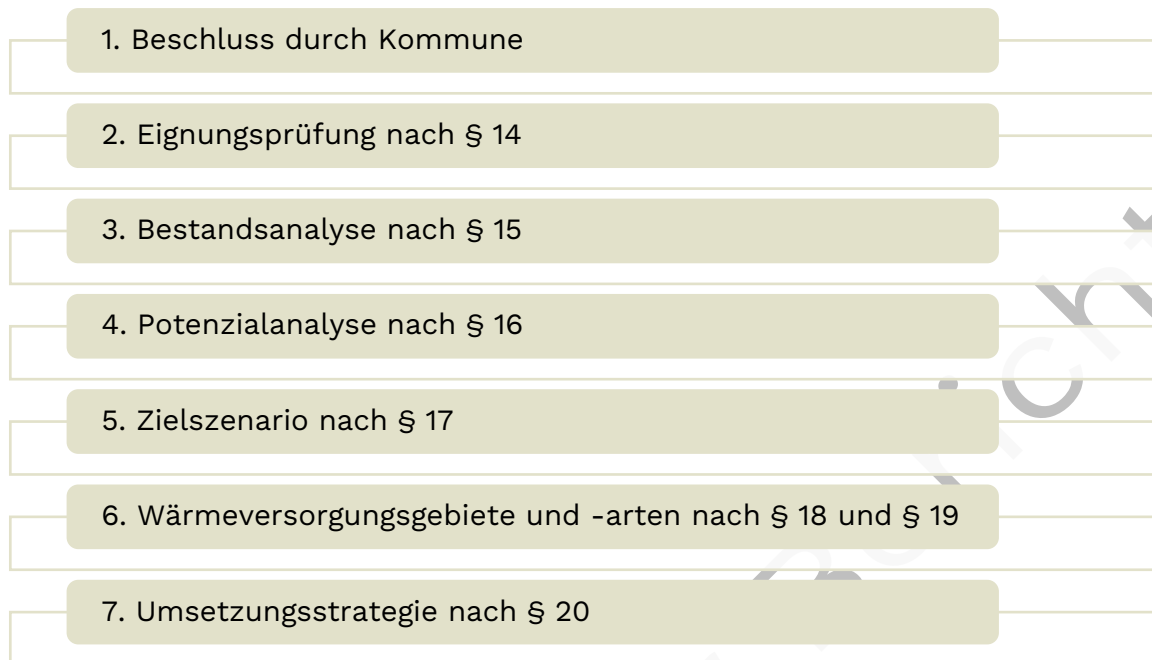 1. Beschluss durch Kommune
2. Eignungsprüfung nach § 14
3. Bestandsanalyse nach § 15
4. Potenzialanalyse nach § 16
5. Zielszenario nach § 17
6. Wärmeversorgungsgebiete und -arten nach § 18 und § 19
7. Umsetzungsstrategie nach § 20